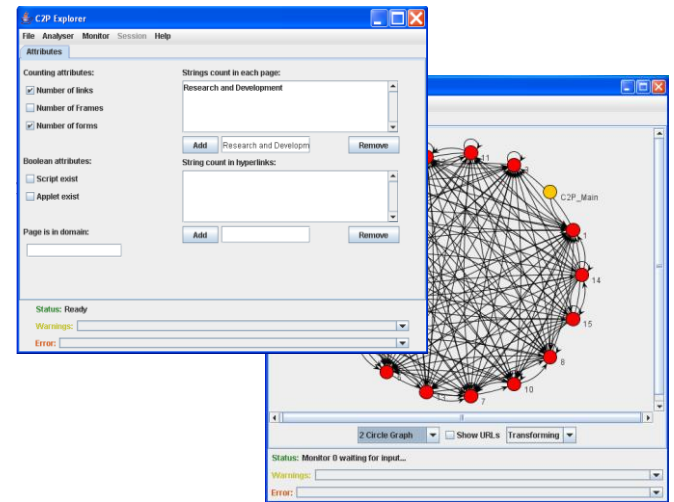 C2P Explorer
File Analyser Monitor Session Help
Attributes
Counting attributes:
Number of links
Number of Frames
Number of forms
Boolean attributes:
Script exist
Applet exist
Page is in domain:
Strings count in each page:
Research and Development
Add Research and Developm Remove
String count in hyperlinks:
Add Remove
Status: Ready
Warnings:
Error:
11
C2P_Main
1
14
15
8
10
7
2 Circle Graph Show URLs Transforming
Status: Monitor 0 waiting for input...
Warnings:
Error: